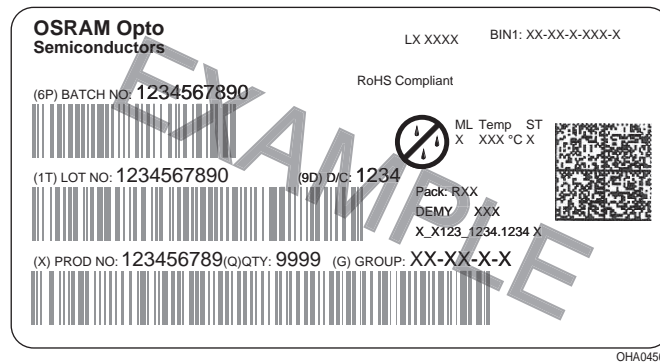 OSRAM Opto
Semiconductors
LX XXXX
BIN1: XX-XX-X-XXX-X
RoHS Compliant
(6P) BATCH NO: 1234567890
ML Temp ST
X XXX °C X
(1T) LOT NO: 1234567890 (9D) D/C: 1234
Pack: RXX
DEMY XXX
X_X123_1234.1234 X
(X) PROD NO: 123456789(Q)QTY: 9999 (G) GROUP: XX-XX-X-X
EXAMPLE